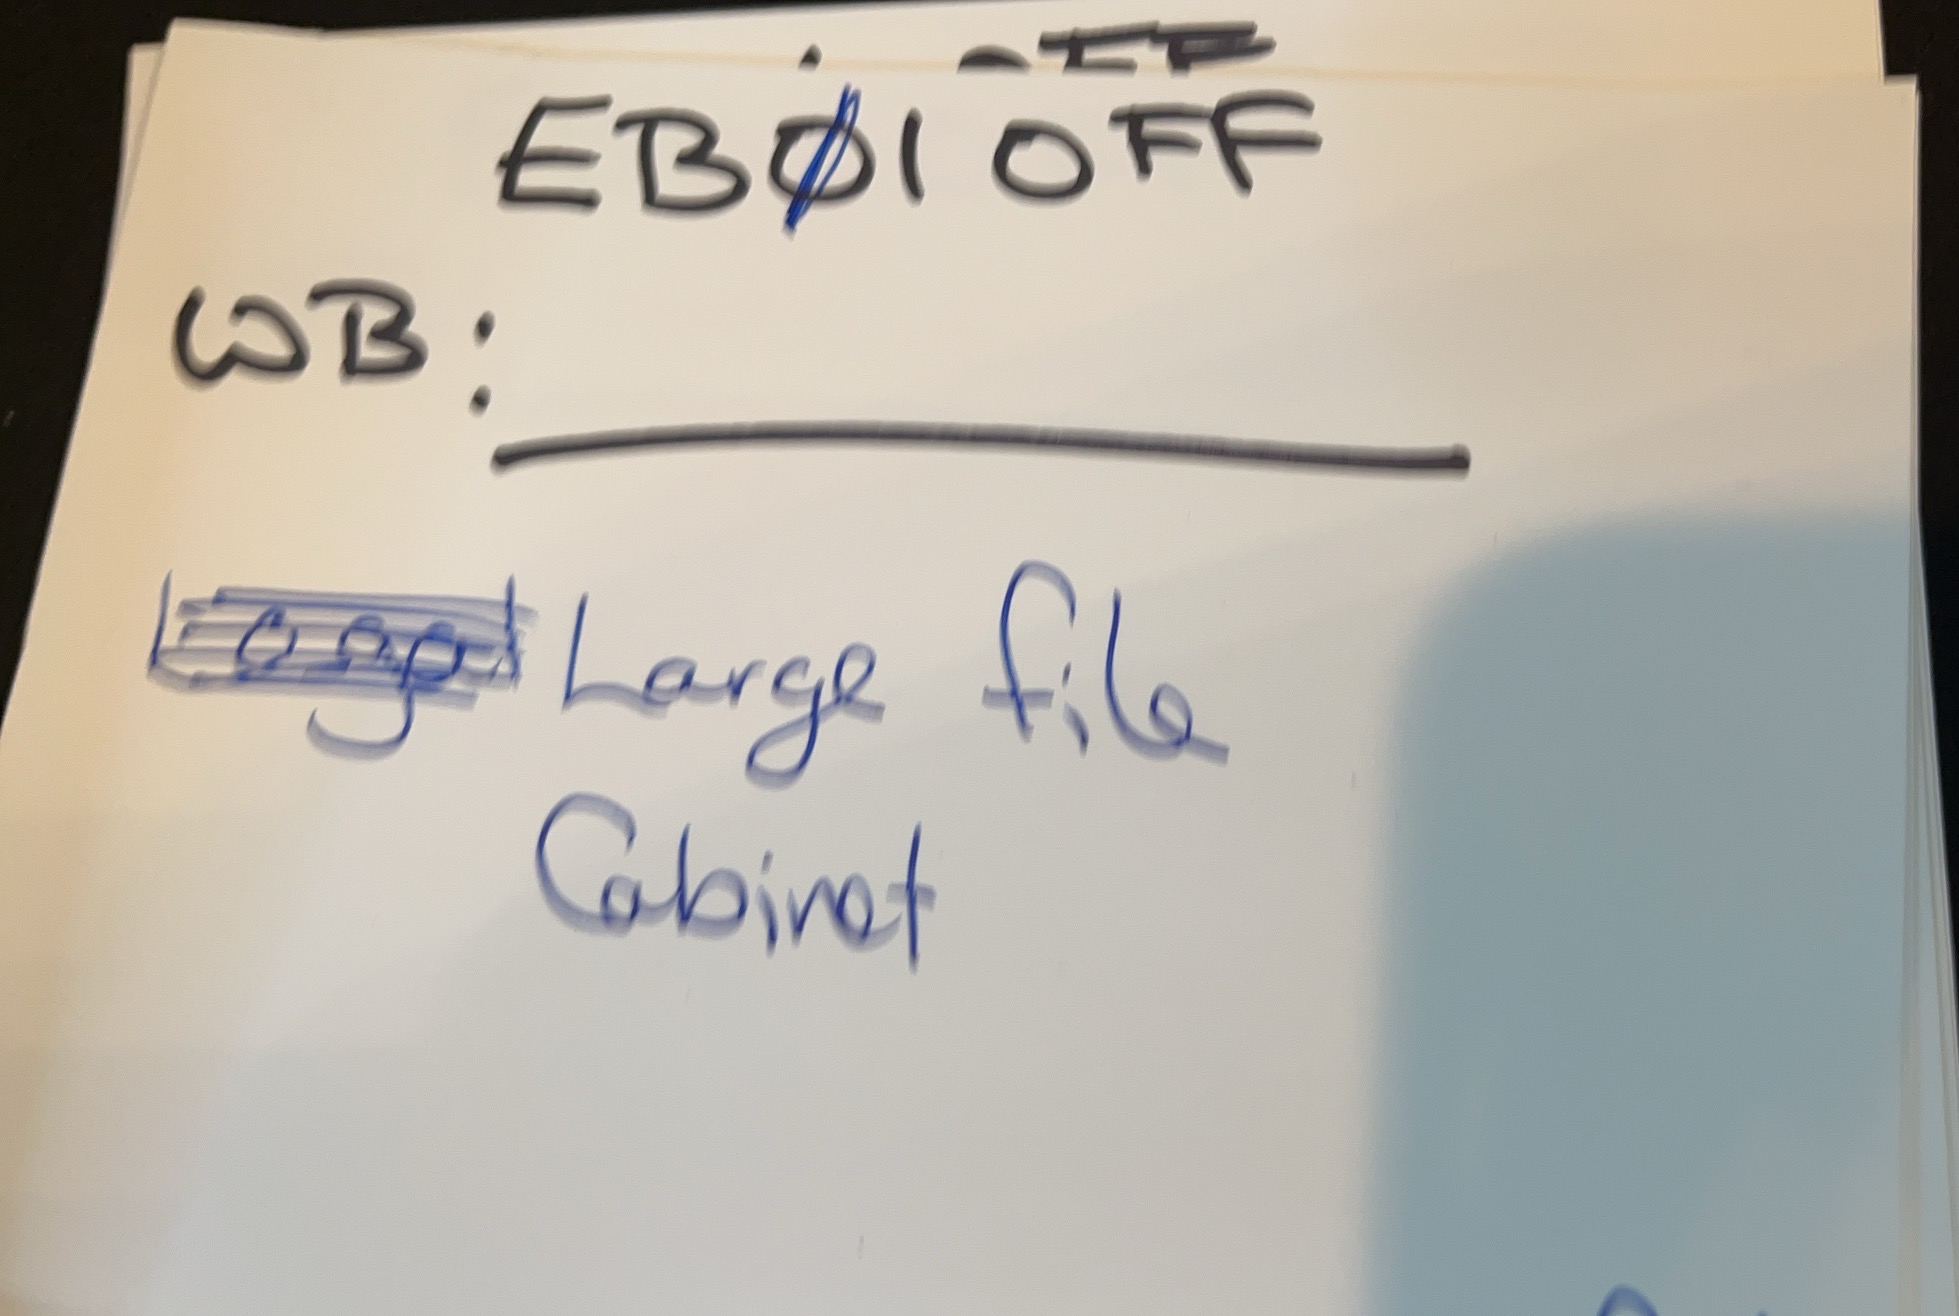 EBØ1 OFF
WB:
Large file
Cabinet